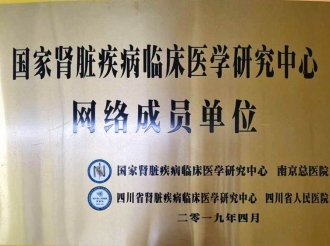 国家肾脏疾病临床医学研究中心
网络成员单位
国家肾脏疾病临床医学研究中心 南京总医院
四川省肾脏疾病临床医学研究中心 四川省人民医院
二零一九年四月